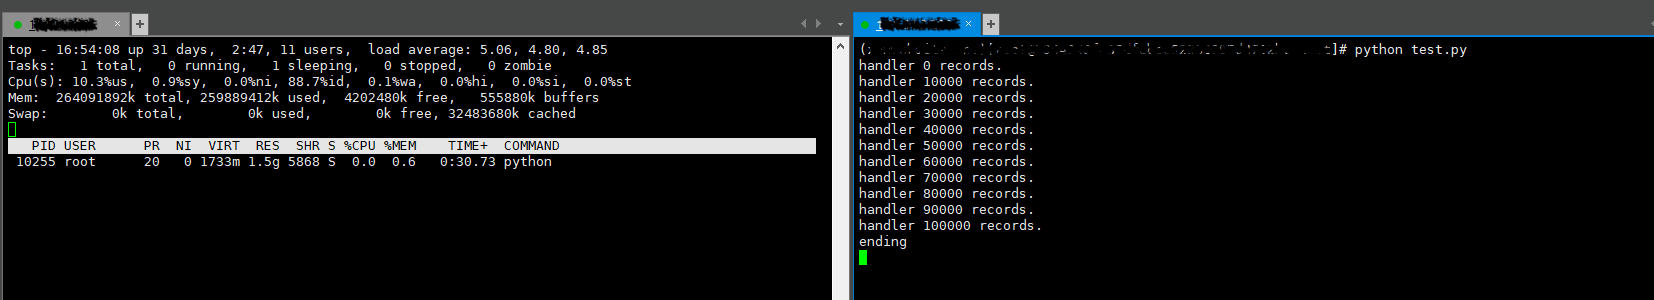 top - 16:54:08 up 31 days,  2:47, 11 users,  load average: 5.06, 4.80, 4.85
Tasks:   1 total,   0 running,   1 sleeping,   0 stopped,   0 zombie
Cpu(s): 10.3%us,  0.9%sy,  0.0%ni, 88.7%id,  0.1%wa,  0.0%hi,  0.0%si,  0.0%st
Mem:  264091892k total, 259889412k used,  4202480k free,   555880k buffers
Swap:        0k total,        0k used,        0k free, 32483680k cached
PID USER      PR  NI  VIRT  RES  SHR S %CPU %MEM    TIME+  COMMAND
10255 root      20   0 1733m 1.5g 5868 S  0.0  0.6   0:30.73 python
]# python test.py
handler 0 records.
handler 10000 records.
handler 20000 records.
handler 30000 records.
handler 40000 records.
handler 50000 records.
handler 60000 records.
handler 70000 records.
handler 80000 records.
handler 90000 records.
handler 100000 records.
ending